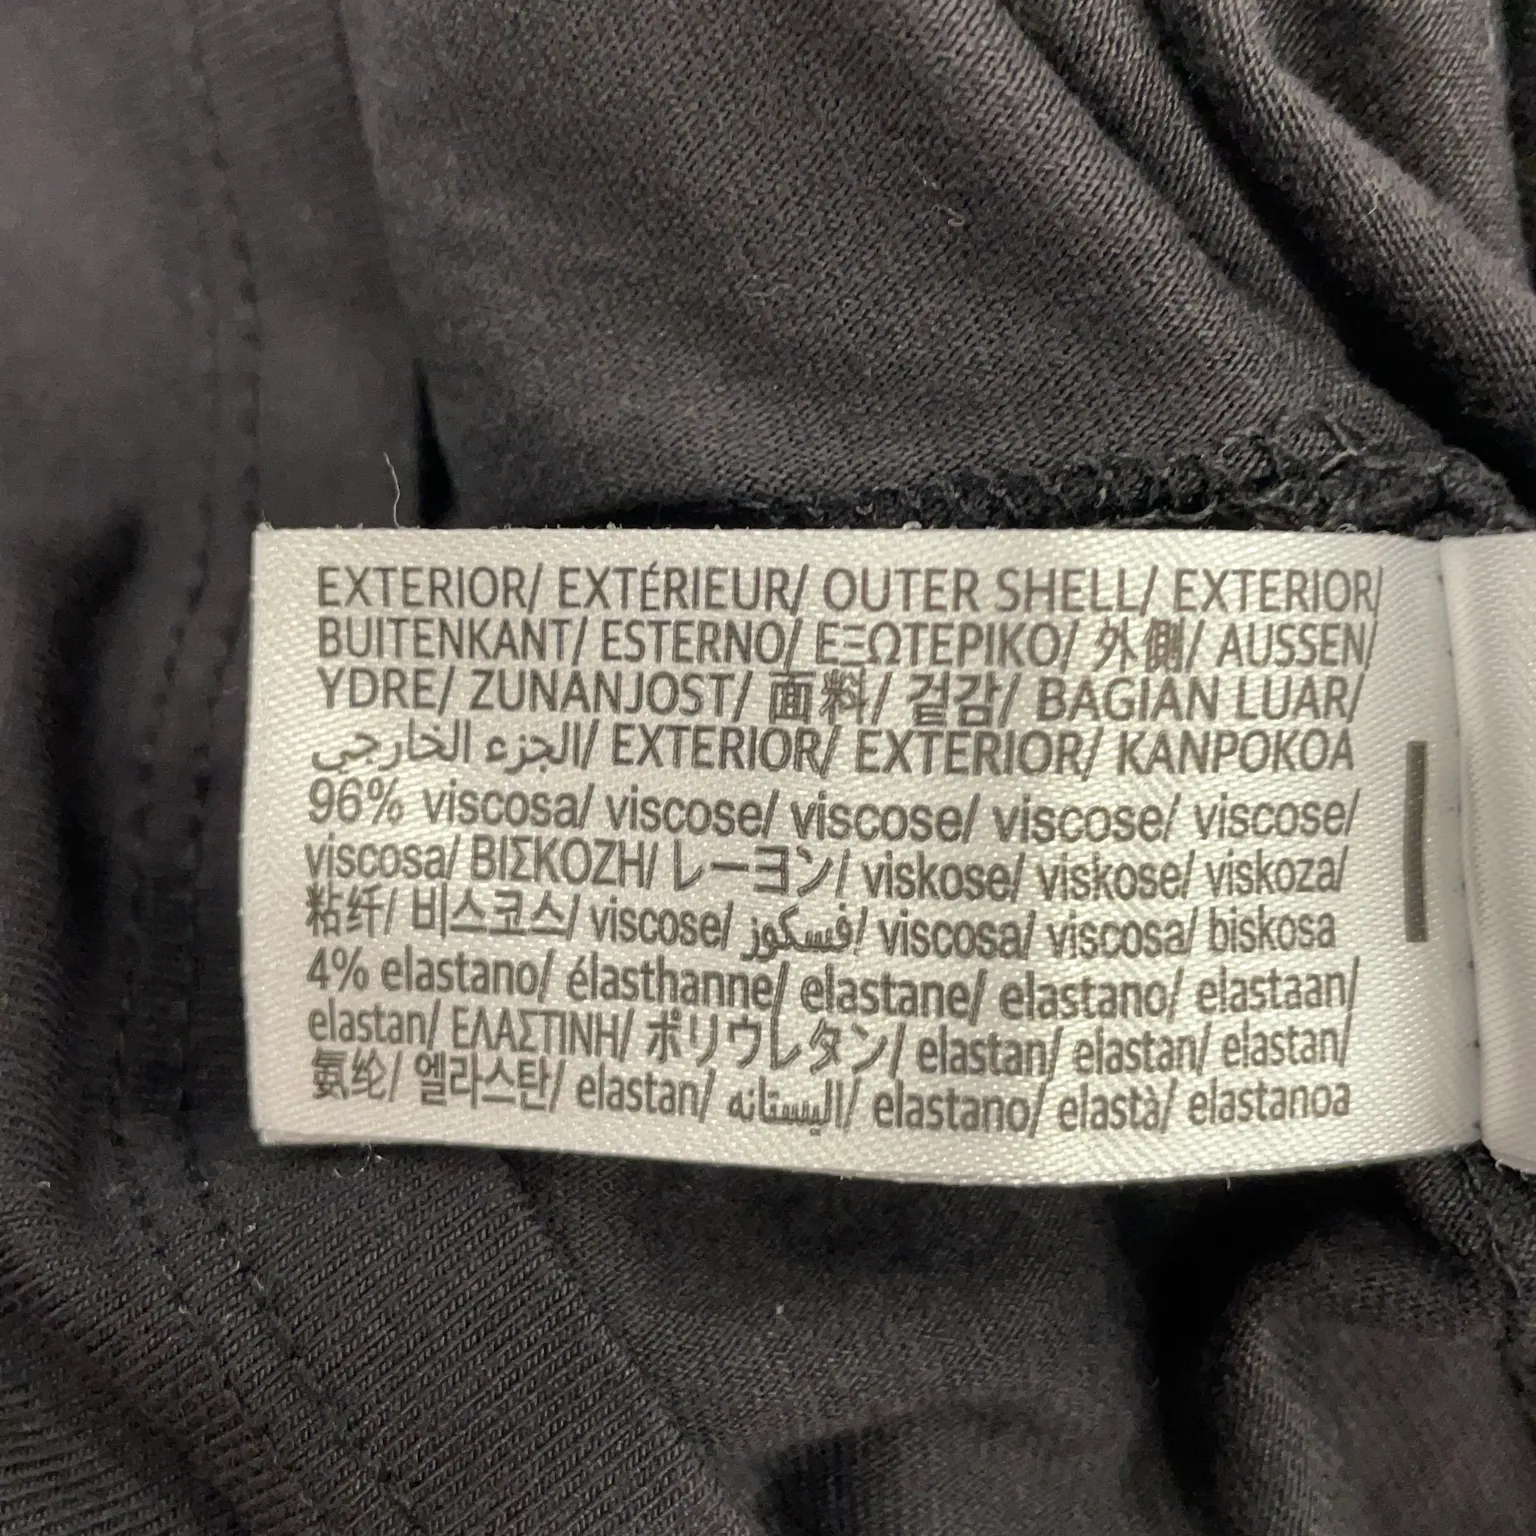 EXTERIOR/ EXTÉRIEUR/ OUTER SHELL/ EXTERIOR/
BUITENKANT/ ESTERNO/ ΕΞΩΤΕΡΙΚΟ/ 外側/ AUSSEN/
YDRE/ ZUNANJOST/ 面料/ 겉감/ BAGIAN LUAR/
الجزء الخارجي/ EXTERIOR/ EXTERIOR/ KANPOKOA
96% viscosa/ viscose/ viscose/ viscose/ viscose/
viscosa/ ΒΙΣΚΟΖΗ/ レーヨン/ viskose/ viskose/ viskoza/
粘纤/ 비스코스/ viscose/ فسكوز/ viscosa/ viscosa/ biskosa
4% elastano/ élasthanne/ elastane/ elastano/ elastaan/
elastan/ ΕΛΑΣΤΙΝΗ/ ポリウレタン/ elastan/ elastan/ elastan/
氨纶/ 엘라스탄/ elastan/ اليستانه/ elastano/ elastà/ elastanoa